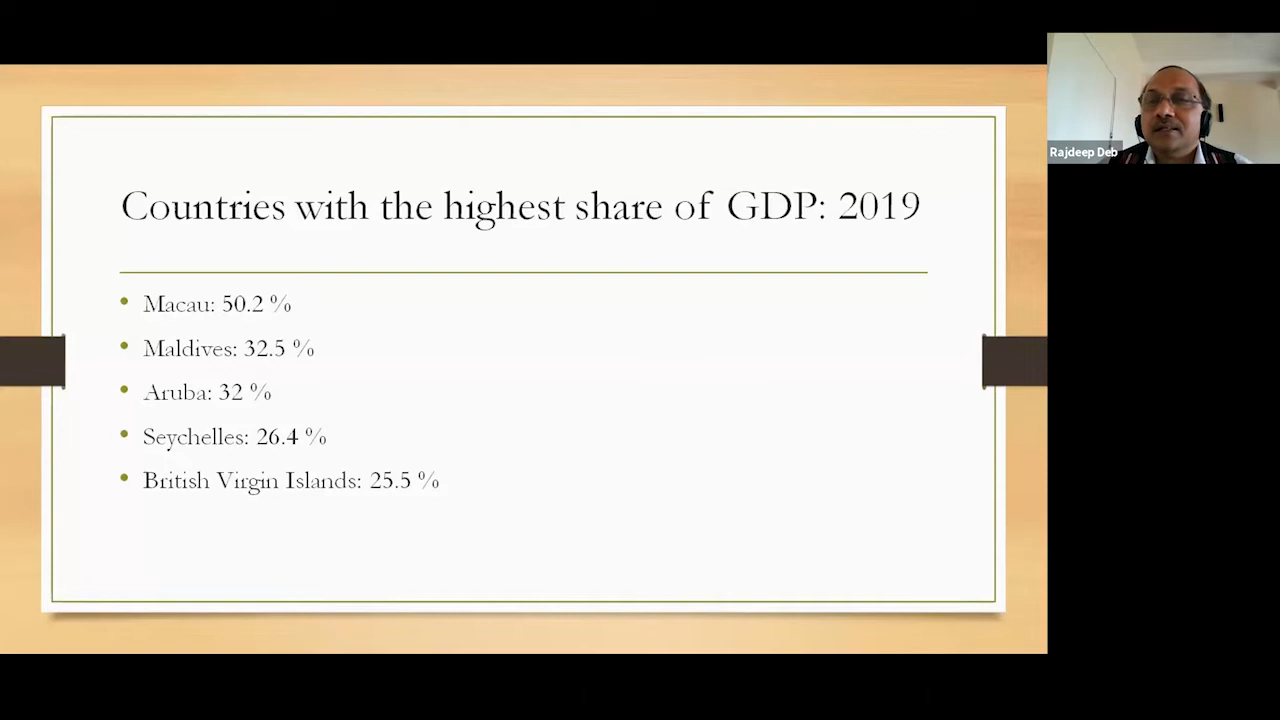 Countries with the highest share of GDP: 2019
• Macau: 50.2 %
• Maldives: 32.5 %
• Aruba: 32 %
• Seychelles: 26.4 %
• British Virgin Islands: 25.5 %
Rajdeep Deb